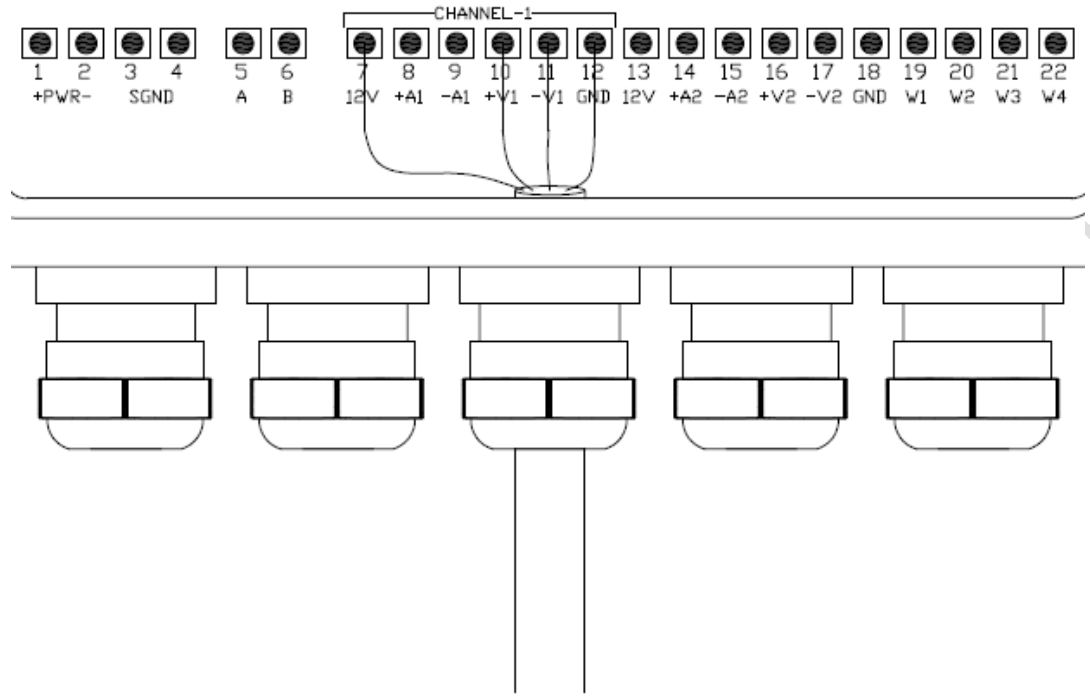 CHANNEL-1
1 2 3 4 5 6 7 8 9 10 11 12 13 14 15 16 17 18 19 20 21 22
+PWR- SGND A B 12V +A1 -A1 +V1 -V1 GND 12V +A2 -A2 +V2 -V2 GND W1 W2 W3 W4